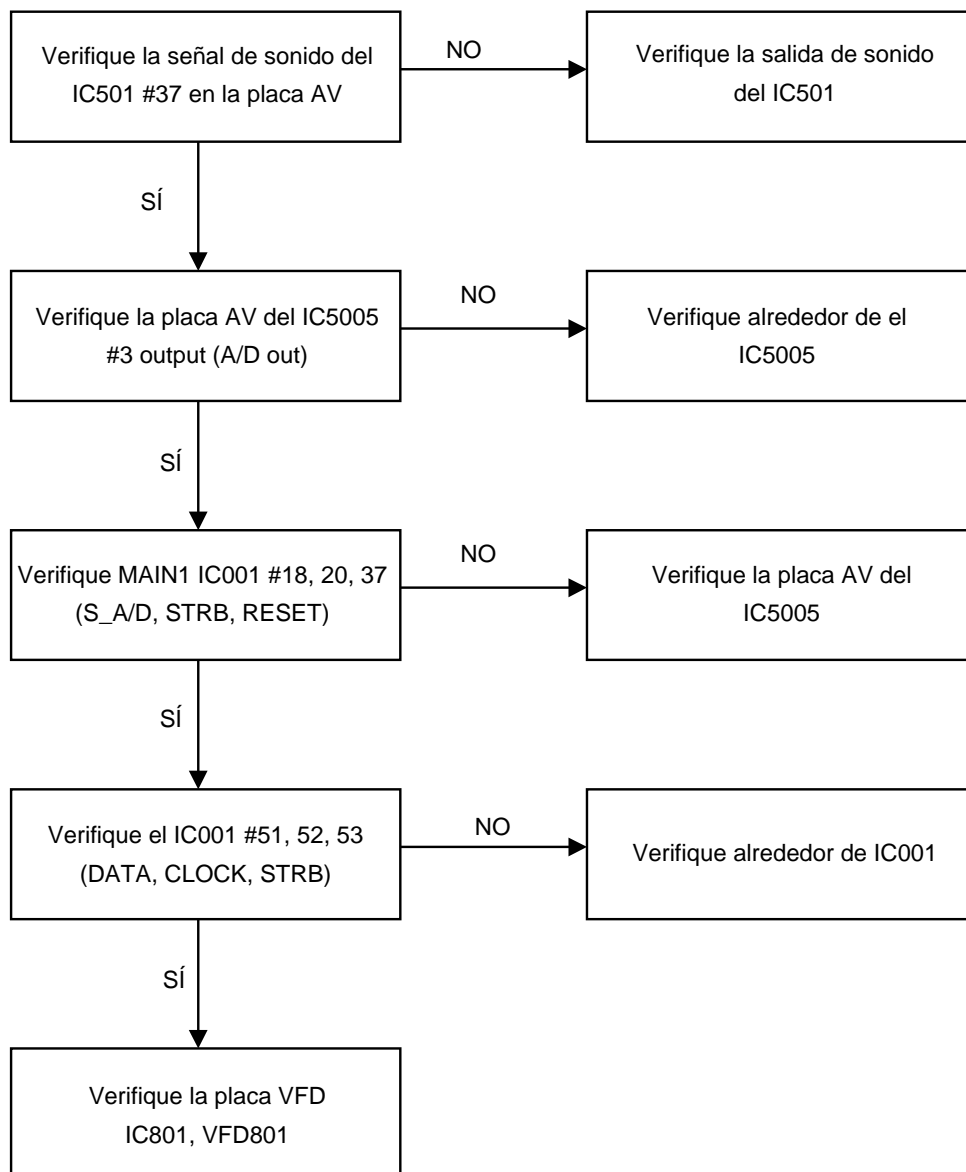 Verifique la señal de sonido del
IC501 #37 en la placa AV
NO
Verifique la salida de sonido
del IC501
SÍ
Verifique la placa AV del IC5005
#3 output (A/D out)
NO
Verifique alrededor de el
IC5005
SÍ
Verifique MAIN1 IC001 #18, 20, 37
(S_A/D, STRB, RESET)
NO
Verifique la placa AV del
IC5005
SÍ
Verifique el IC001 #51, 52, 53
(DATA, CLOCK, STRB)
NO
Verifique alrededor de IC001
SÍ
Verifique la placa VFD
IC801, VFD801